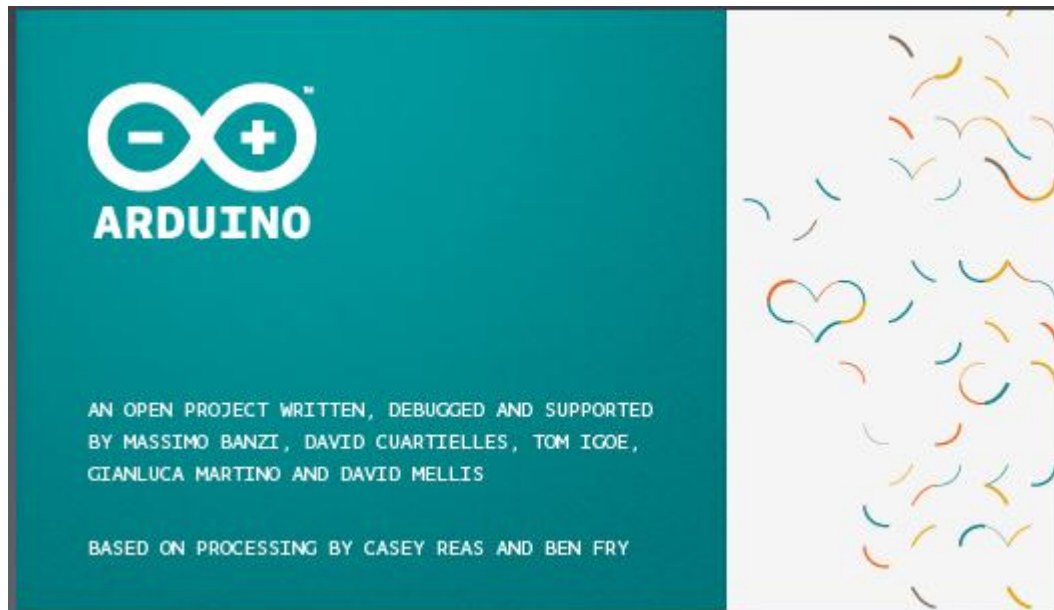 ARDUINO
AN OPEN PROJECT WRITTEN, DEBUGGED AND SUPPORTED
BY MASSIMO BANZI, DAVID CUARTIELLES, TOM IGOE,
GIANLUCA MARTINO AND DAVID MELLIS
BASED ON PROCESSING BY CASEY REAS AND BEN FRY